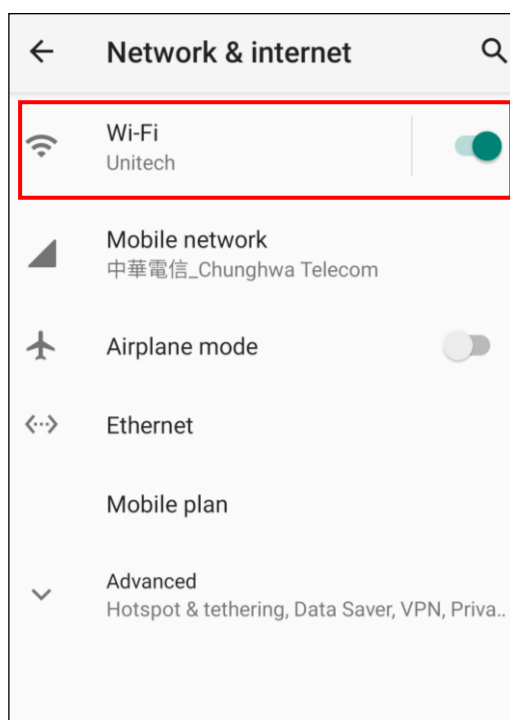 Network & internet
Wi-Fi
Unitech
Mobile network
中華電信_Chunghwa Telecom
Airplane mode
Ethernet
Mobile plan
Advanced
Hotspot & tethering, Data Saver, VPN, Priva..